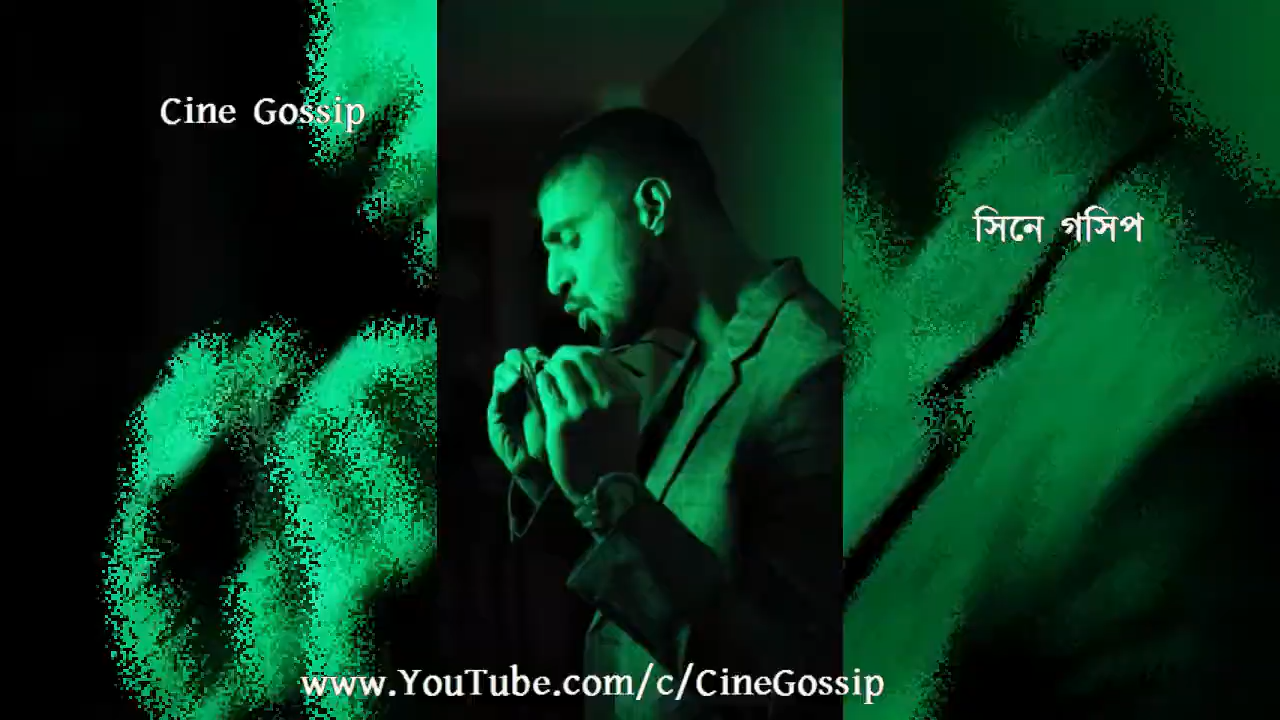 Cine Gossip
সিনে গসিপ
www.YouTube.com/c/CineGossip